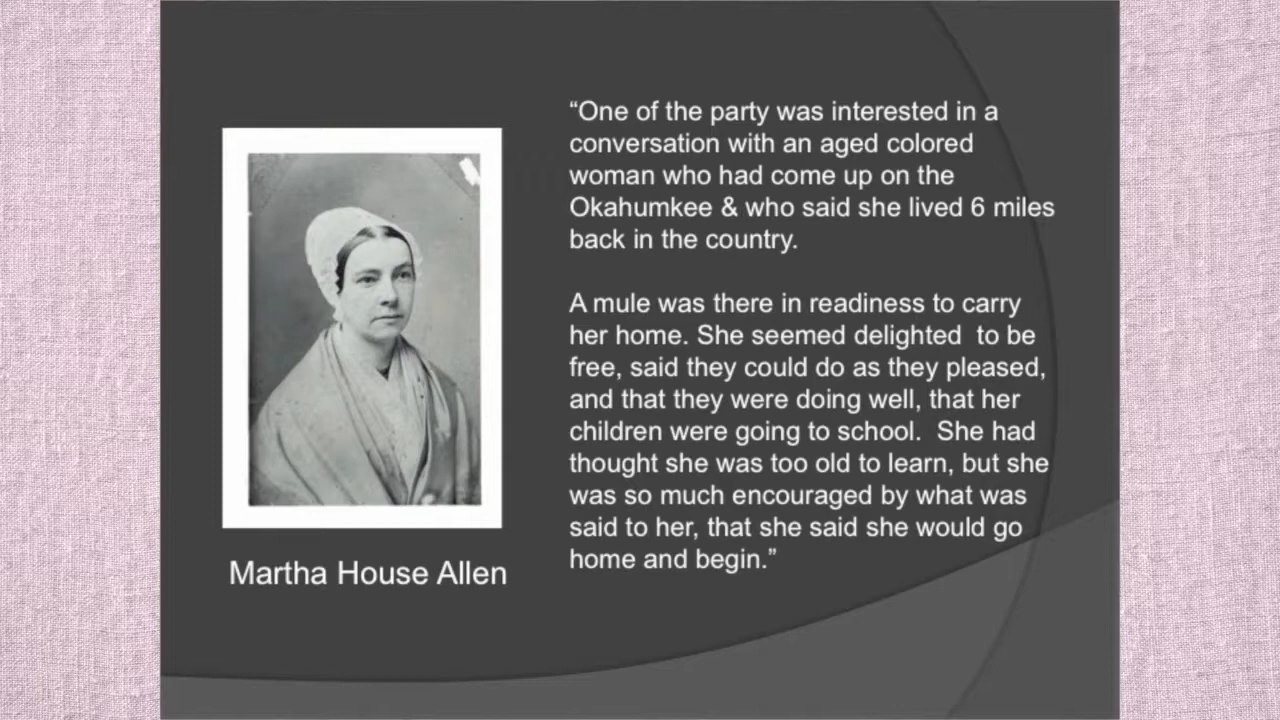 “One of the party was interested in a
conversation with an aged colored
woman who had come up on the
Okahumkee & who said she lived 6 miles
back in the country.
A mule was there in readiness to carry
her home. She seemed delighted  to be
free, said they could do as they pleased,
and that they were doing well, that her
children were going to school.  She had
thought she was too old to learn, but she
was so much encouraged by what was
said to her, that she said she would go
home and begin.”
Martha House Allen